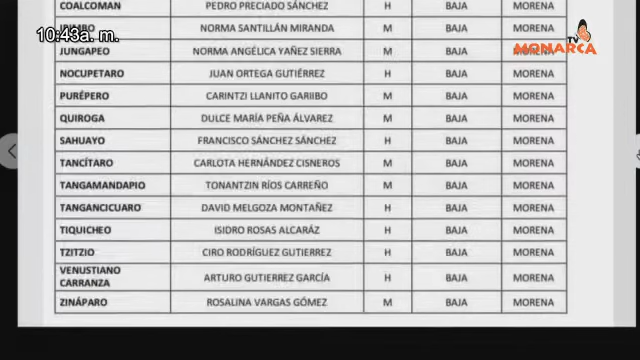 COALCOMAN PEDRO PRECIADO SÁNCHEZ H BAJA MORENA
NORMA SANTILLÁN MIRANDA M BAJA MORENA
10:43a. m.
TV MONARCA
JUNGAPEO NORMA ANGÉLICA YAÑEZ SIERRA M BAJA MORENA
NOCUPETARO JUAN ORTEGA GUTIÉRREZ H BAJA MORENA
PURÉPERO CARINTZI LLANITO GARIIBO M BAJA MORENA
QUIROGA DULCE MARÍA PEÑA ÁLVAREZ M BAJA MORENA
SAHUAYO FRANCISCO SÁNCHEZ SÁNCHEZ H BAJA MORENA
TANCÍTARO CARLOTA HERNÁNDEZ CISNEROS M BAJA MORENA
TANGAMANDAPIO TONANTZIN RÍOS CARREÑO M BAJA MORENA
TANGANCICUARO DAVID MELGOZA MONTAÑEZ H BAJA MORENA
TIQUICHEO ISIDRO ROSAS ALCARÁZ H BAJA MORENA
TZITZIO CIRO RODRÍGUEZ GUTIERREZ H BAJA MORENA
VENUSTIANO
CARRANZA ARTURO GUTIERREZ GARCÍA H BAJA MORENA
ZINÁPARO ROSALINA VARGAS GÓMEZ M BAJA MORENA